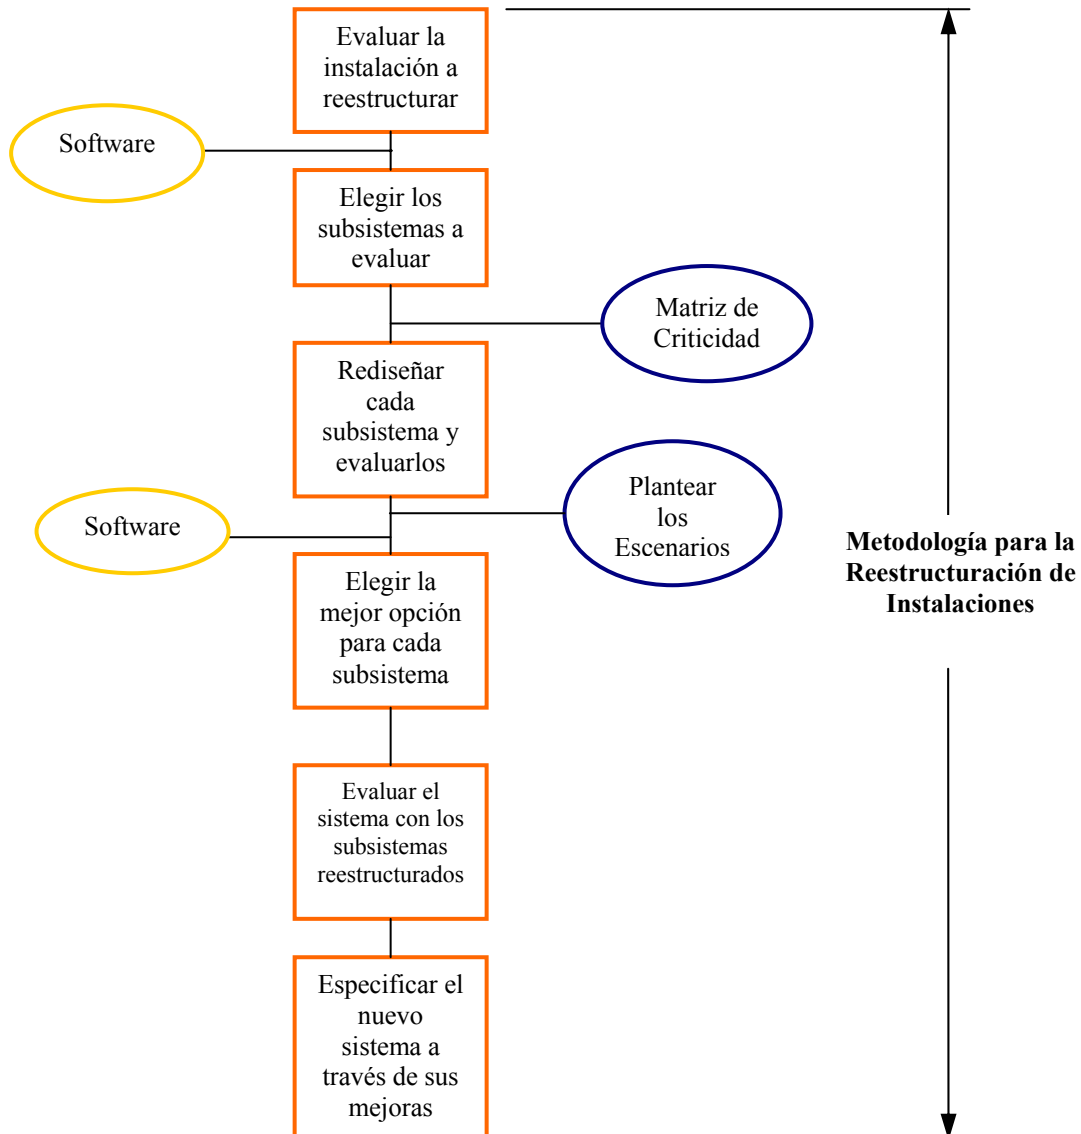 Evaluar la
instalación a
reestructurar
Software
Elegir los
subsistemas a
evaluar
Matriz de
Criticidad
Rediseñar
cada
subsistema y
evaluarlos
Plantear
los
Escenarios
Software
Elegir la
mejor opción
para cada
subsistema
Metodología para la
Reestructuración de
Instalaciones
Evaluar el
sistema con los
subsistemas
reestructurados
Especificar el
nuevo
sistema a
través de sus
mejoras